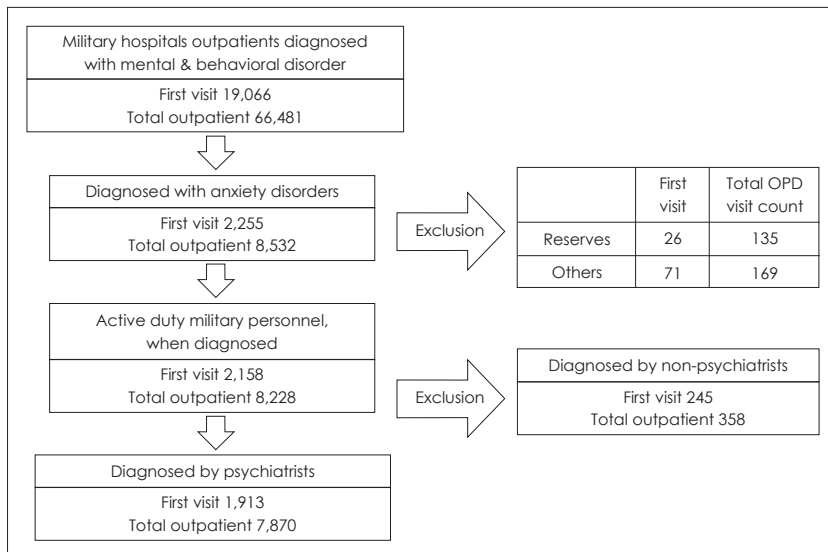 Military hospitals outpatients diagnosed
with mental & behavioral disorder
First visit 19,066
Total outpatient 66,481
Diagnosed with anxiety disorders
First visit 2,255
Total outpatient 8,532
Exclusion
First
visit
Total OPD
visit count
Reserves 26 135
Others 71 169
Active duty military personnel,
when diagnosed
First visit 2,158
Total outpatient 8,228
Exclusion
Diagnosed by non-psychiatrists
First visit 245
Total outpatient 358
Diagnosed by psychiatrists
First visit 1,913
Total outpatient 7,870